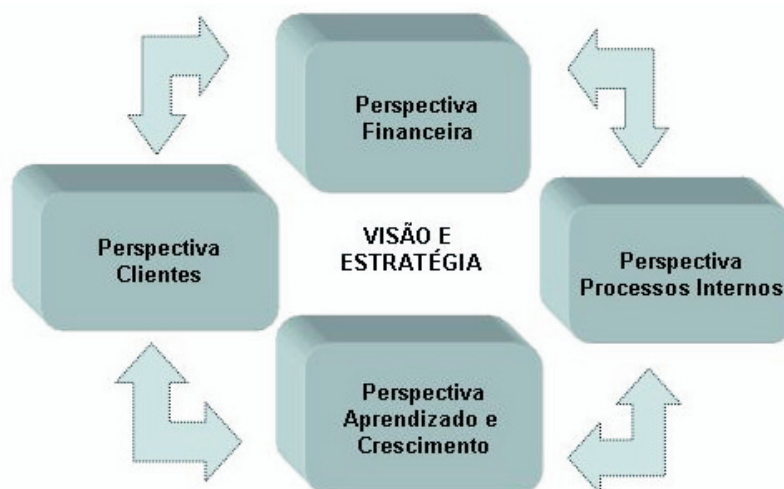 Perspectiva
Financeira
Perspectiva
Clientes
VISÃO E
ESTRATÉGIA
Perspectiva
Processos Internos
Perspectiva
Aprendizado e
Crescimento